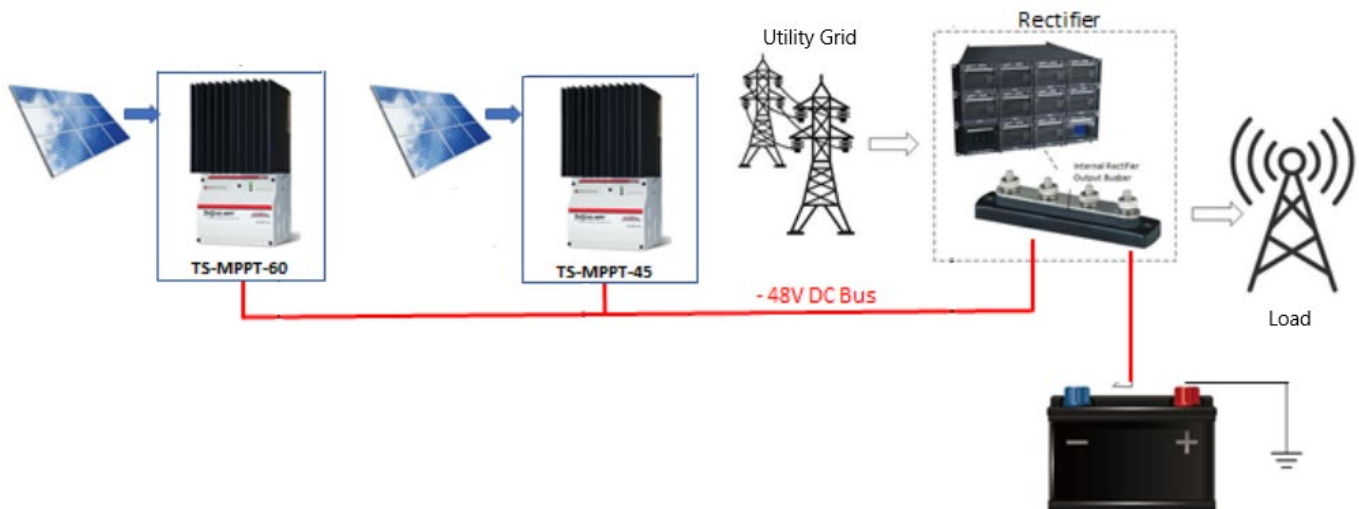 Rectifier
Utility Grid
Internal Rectifier
Output Busbar
TS-MPPT-60
TS-MPPT-45
- 48V DC Bus
Load
− +